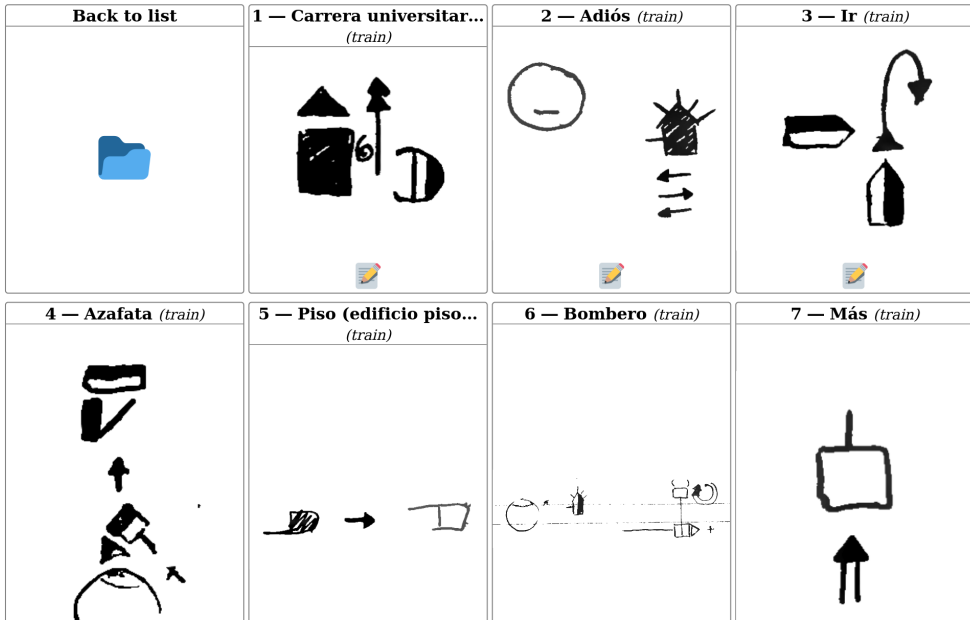 Back to list
1 — Carrera universitar... (train)
2 — Adiós (train)
3 — Ir (train)
4 — Azafata (train)
5 — Piso (edificio piso... (train)
6 — Bombero (train)
7 — Más (train)